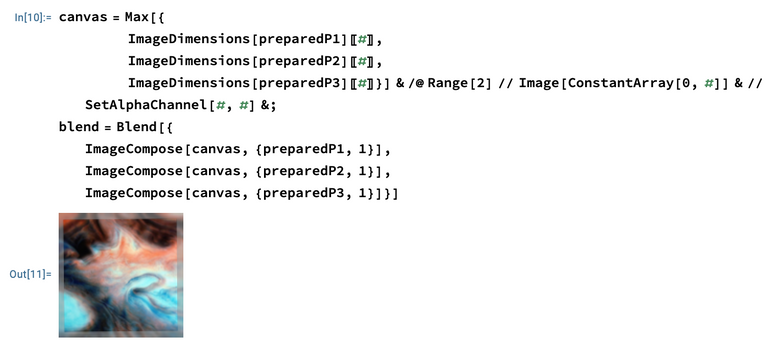 In[10]:= canvas = Max[{
ImageDimensions[preparedP1]〚#〛,
ImageDimensions[preparedP2]〚#〛,
ImageDimensions[preparedP3]〚#〛}] & /@ Range[2] // Image[ConstantArray[0, #]] & //
SetAlphaChannel[#, #] &;
blend = Blend[{
ImageCompose[canvas, {preparedP1, 1}],
ImageCompose[canvas, {preparedP2, 1}],
ImageCompose[canvas, {preparedP3, 1}]}]
Out[11]=